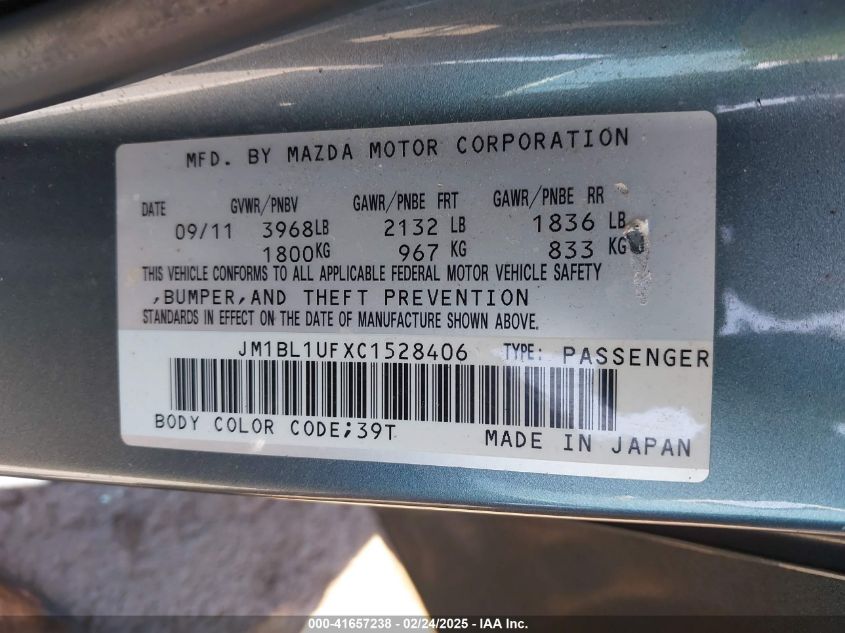 MFD. BY MAZDA MOTOR CORPORATION
DATE GVWR/PNBV GAWR/PNBE FRT GAWR/PNBE RR
09/11 3968LB 2132 LB 1836 LB
1800KG 967 KG 833 KG
THIS VEHICLE CONFORMS TO ALL APPLICABLE FEDERAL MOTOR VEHICLE SAFETY
,BUMPER,AND THEFT PREVENTION
STANDARDS IN EFFECT ON THE DATE OF MANUFACTURE SHOWN ABOVE.
JM1BL1UFXC1528406 TYPE: PASSENGER
BODY COLOR CODE;39T MADE IN JAPAN
000-41657238 - 02/24/2025 - IAA Inc.